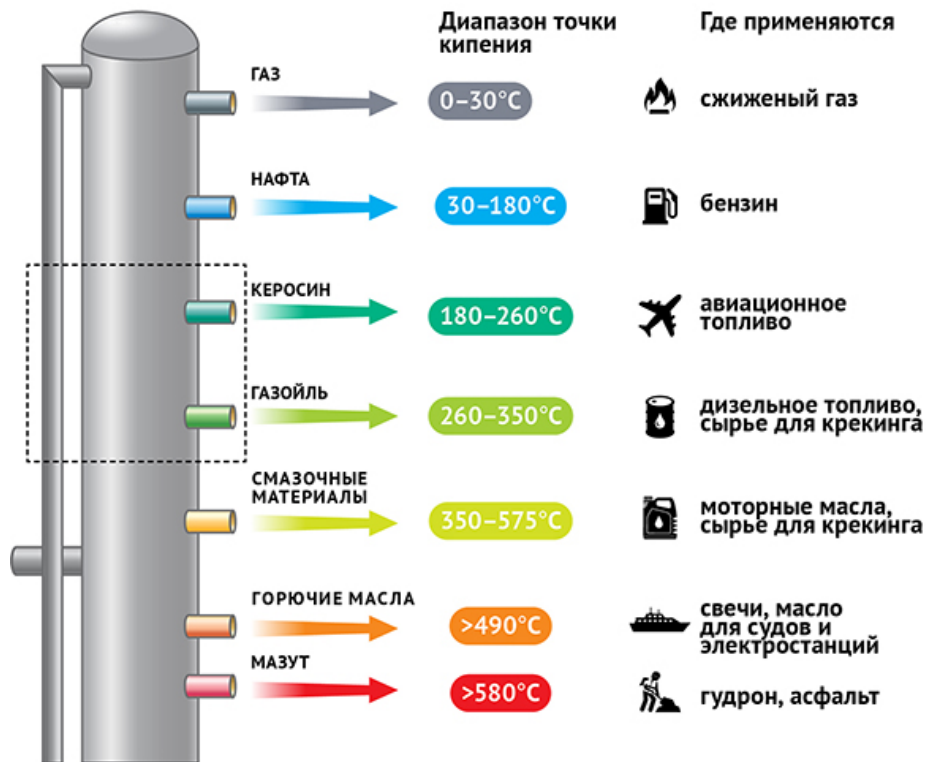 Диапазон точки
кипения
Где применяются
ГАЗ
0–30°C
сжиженый газ
НАФТА
30–180°C
бензин
КЕРОСИН
180–260°C
авиационное
топливо
ГАЗОЙЛЬ
260–350°C
дизельное топливо,
сырье для крекинга
СМАЗОЧНЫЕ
МАТЕРИАЛЫ
350–575°C
моторные масла,
сырье для крекинга
ГОРЮЧИЕ МАСЛА
>490°C
свечи, масло
для судов и
электростанций
МАЗУТ
>580°C
гудрон, асфальт